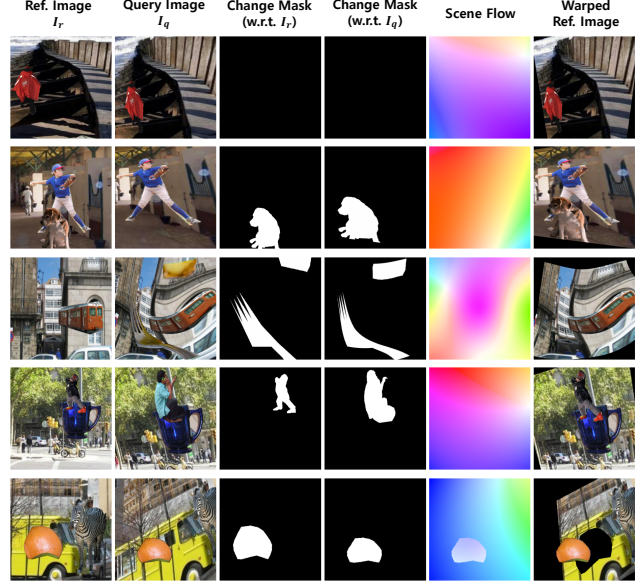 Ref. Image
I_r
Query Image
I_q
Change Mask
(w.r.t. I_r)
Change Mask
(w.r.t. I_q)
Scene Flow
Warped
Ref. Image